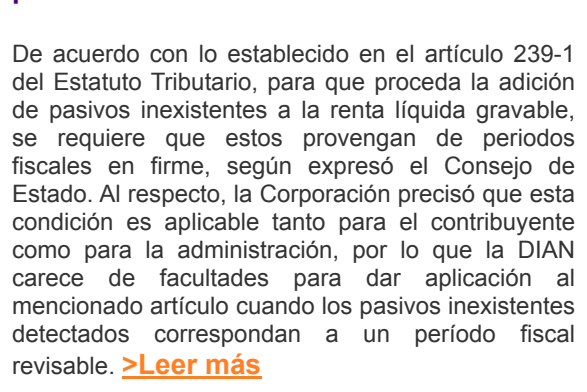 De acuerdo con lo establecido en el artículo 239-1
del Estatuto Tributario, para que proceda la adición
de pasivos inexistentes a la renta líquida gravable,
se requiere que estos provengan de periodos
fiscales en firme, según expresó el Consejo de
Estado. Al respecto, la Corporación precisó que esta
condición es aplicable tanto para el contribuyente
como para la administración, por lo que la DIAN
carece de facultades para dar aplicación al
mencionado artículo cuando los pasivos inexistentes
detectados correspondan a un período fiscal
revisable. >Leer más